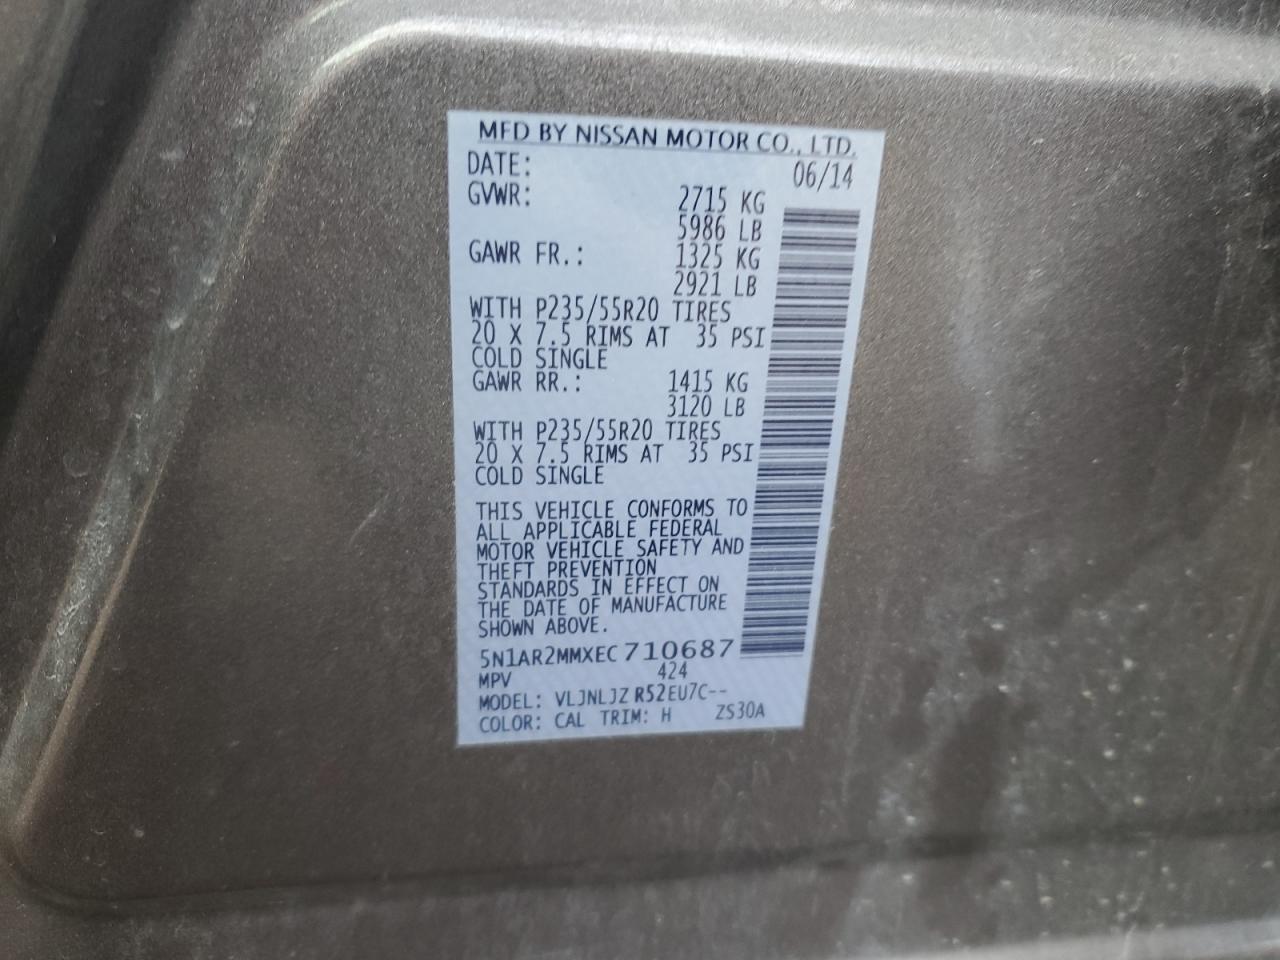 MFD BY NISSAN MOTOR CO., LTD.
DATE: 06/14
GVWR: 2715 KG
5986 LB
GAWR FR.: 1325 KG
2921 LB
WITH P235/55R20 TIRES
20 X 7.5 RIMS AT 35 PSI
COLD SINGLE
GAWR RR.: 1415 KG
3120 LB
WITH P235/55R20 TIRES
20 X 7.5 RIMS AT 35 PSI
COLD SINGLE
THIS VEHICLE CONFORMS TO
ALL APPLICABLE FEDERAL
MOTOR VEHICLE SAFETY AND
THEFT PREVENTION
STANDARDS IN EFFECT ON
THE DATE OF MANUFACTURE
SHOWN ABOVE.
5N1AR2MMXEC710687
MPV 424
MODEL: VLJNLJZ R52EU7C--
COLOR: CAL TRIM: H ZS30A